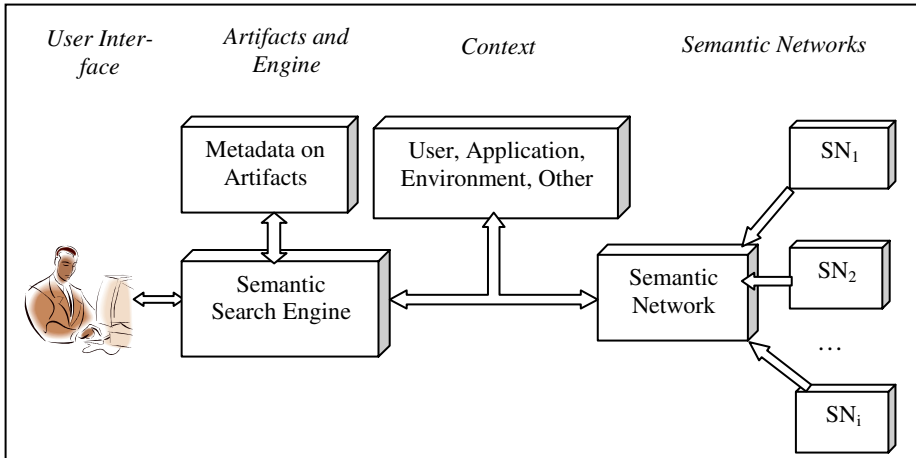 User Inter-
face
Artifacts and
Engine
Context
Semantic Networks
Metadata on
Artifacts
User, Application,
Environment, Other
SN₁
Semantic
Search Engine
Semantic
Network
SN₂
…
SNᵢ